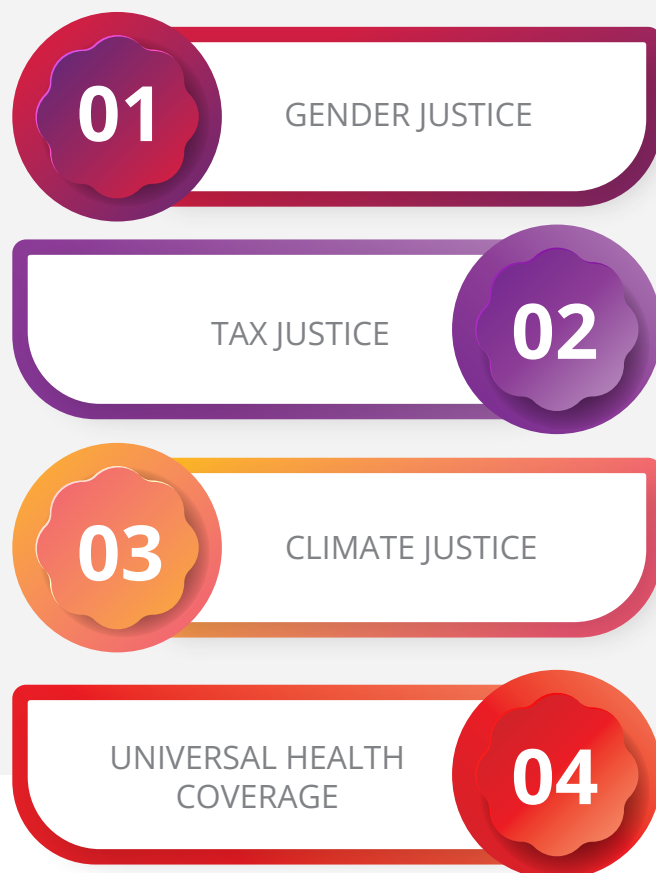 01
GENDER JUSTICE
TAX JUSTICE
02
03
CLIMATE JUSTICE
UNIVERSAL HEALTH
COVERAGE
04